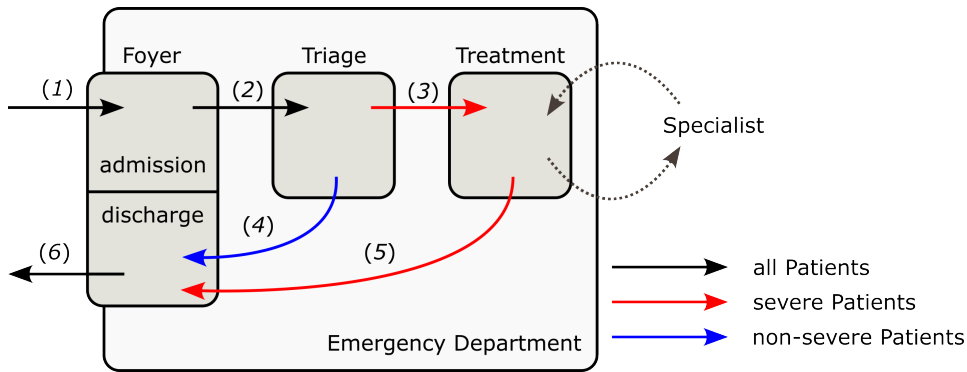 Foyer
Triage
Treatment
(1)
(2)
(3)
Specialist
admission
discharge
(4)
(5)
(6)
all Patients
severe Patients
non-severe Patients
Emergency Department